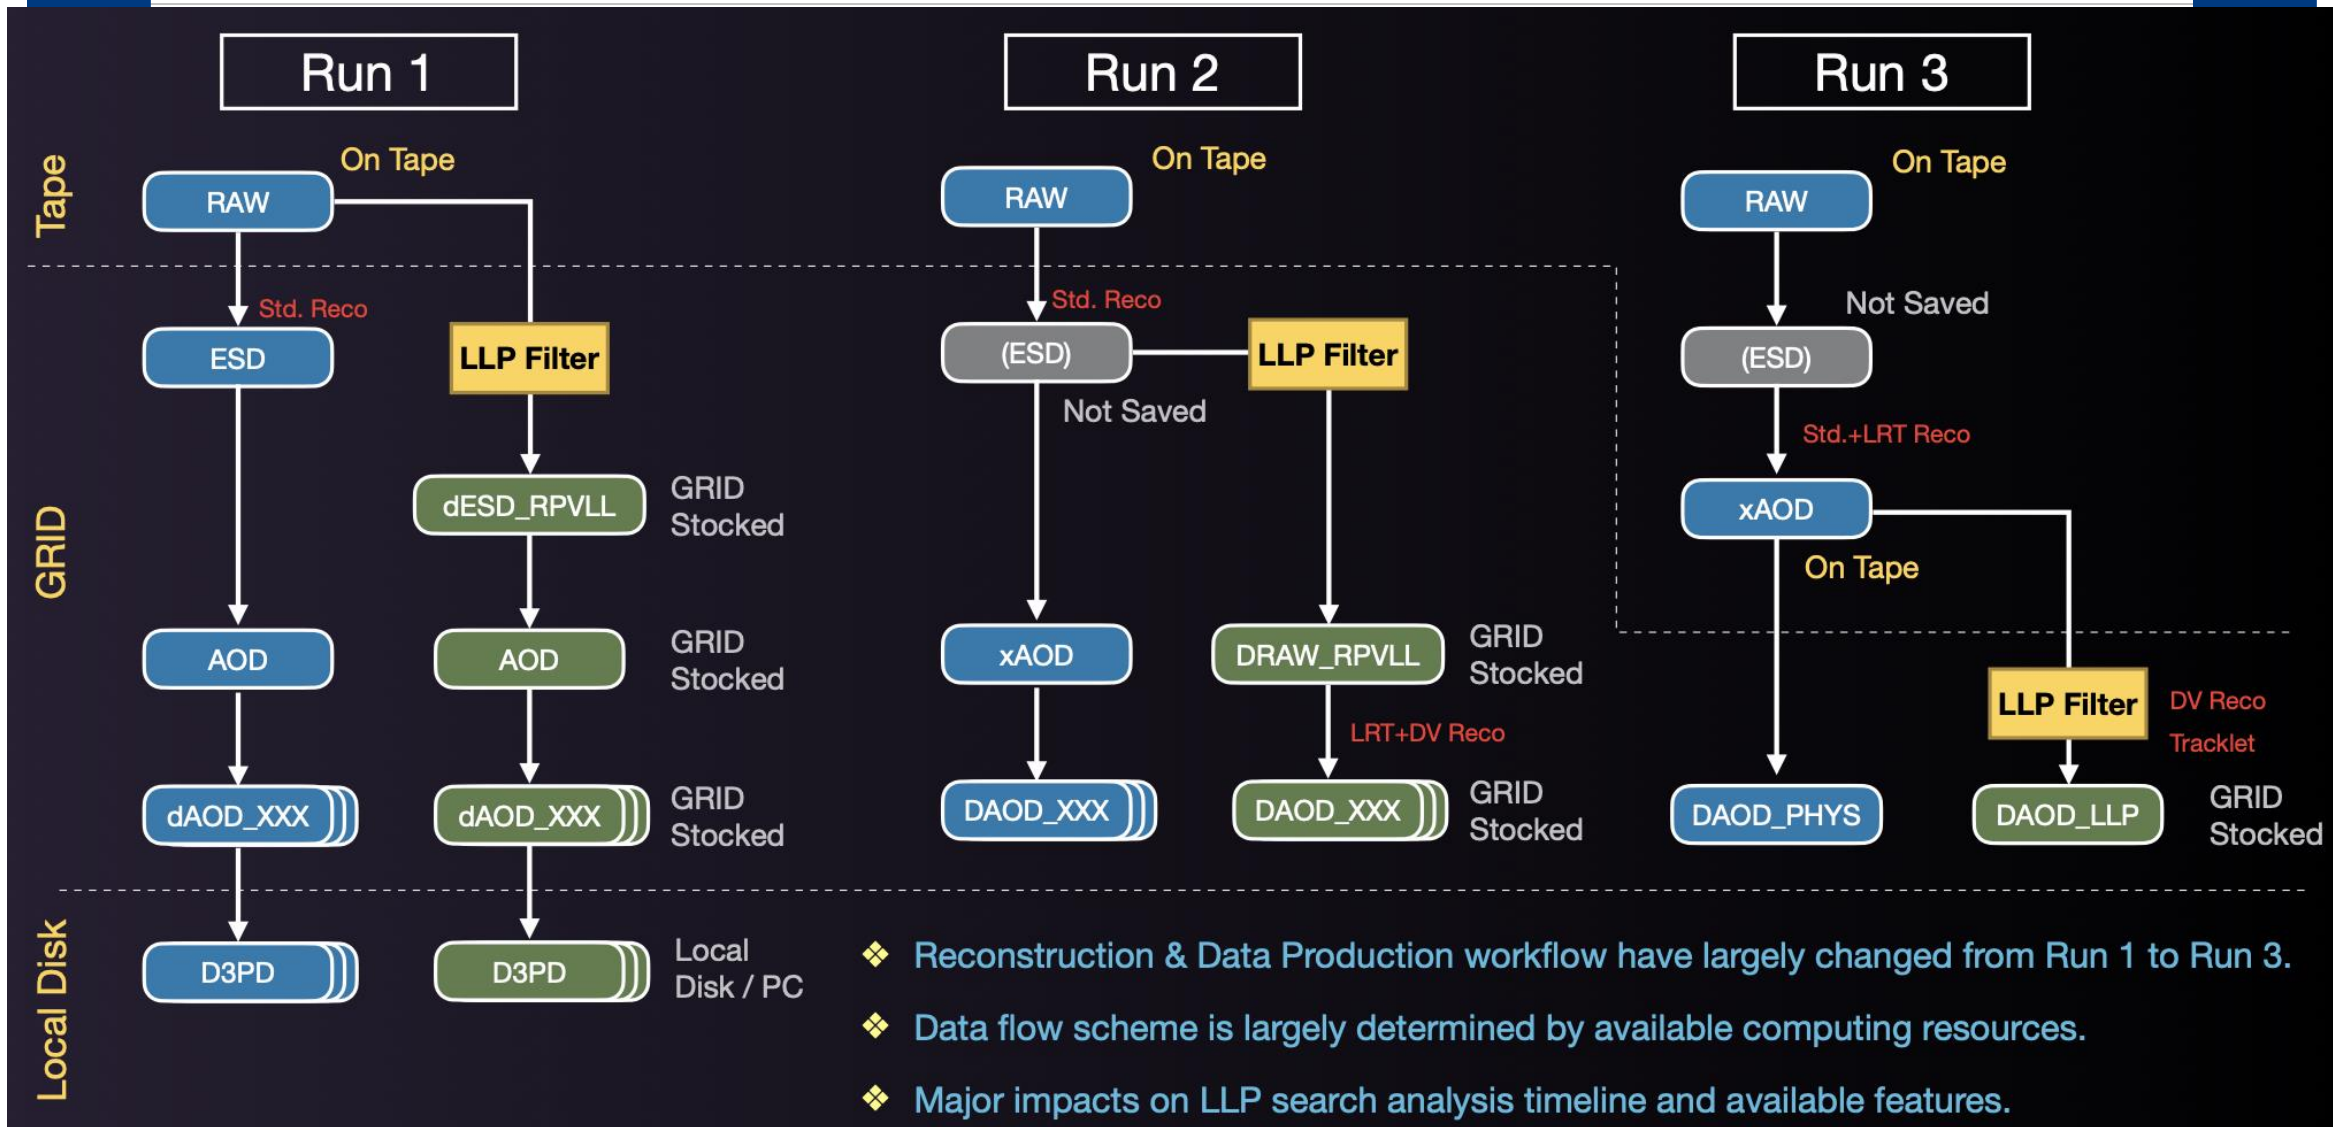 Run 1
Run 2
Run 3
Tape
GRID
Local Disk
On Tape
RAW
Std. Reco
ESD
LLP Filter
dESD_RPVLL
GRID
Stocked
AOD
AOD
GRID
Stocked
dAOD_XXX
dAOD_XXX
GRID
Stocked
D3PD
D3PD
Local
Disk / PC
On Tape
RAW
Std. Reco
(ESD)
LLP Filter
Not Saved
xAOD
DRAW_RPVLL
GRID
Stocked
LRT+DV Reco
DAOD_XXX
DAOD_XXX
GRID
Stocked
On Tape
RAW
Not Saved
(ESD)
Std.+LRT Reco
xAOD
On Tape
LLP Filter
DV Reco
Tracklet
DAOD_PHYS
DAOD_LLP
GRID
Stocked
❖ Reconstruction & Data Production workflow have largely changed from Run 1 to Run 3.
❖ Data flow scheme is largely determined by available computing resources.
❖ Major impacts on LLP search analysis timeline and available features.